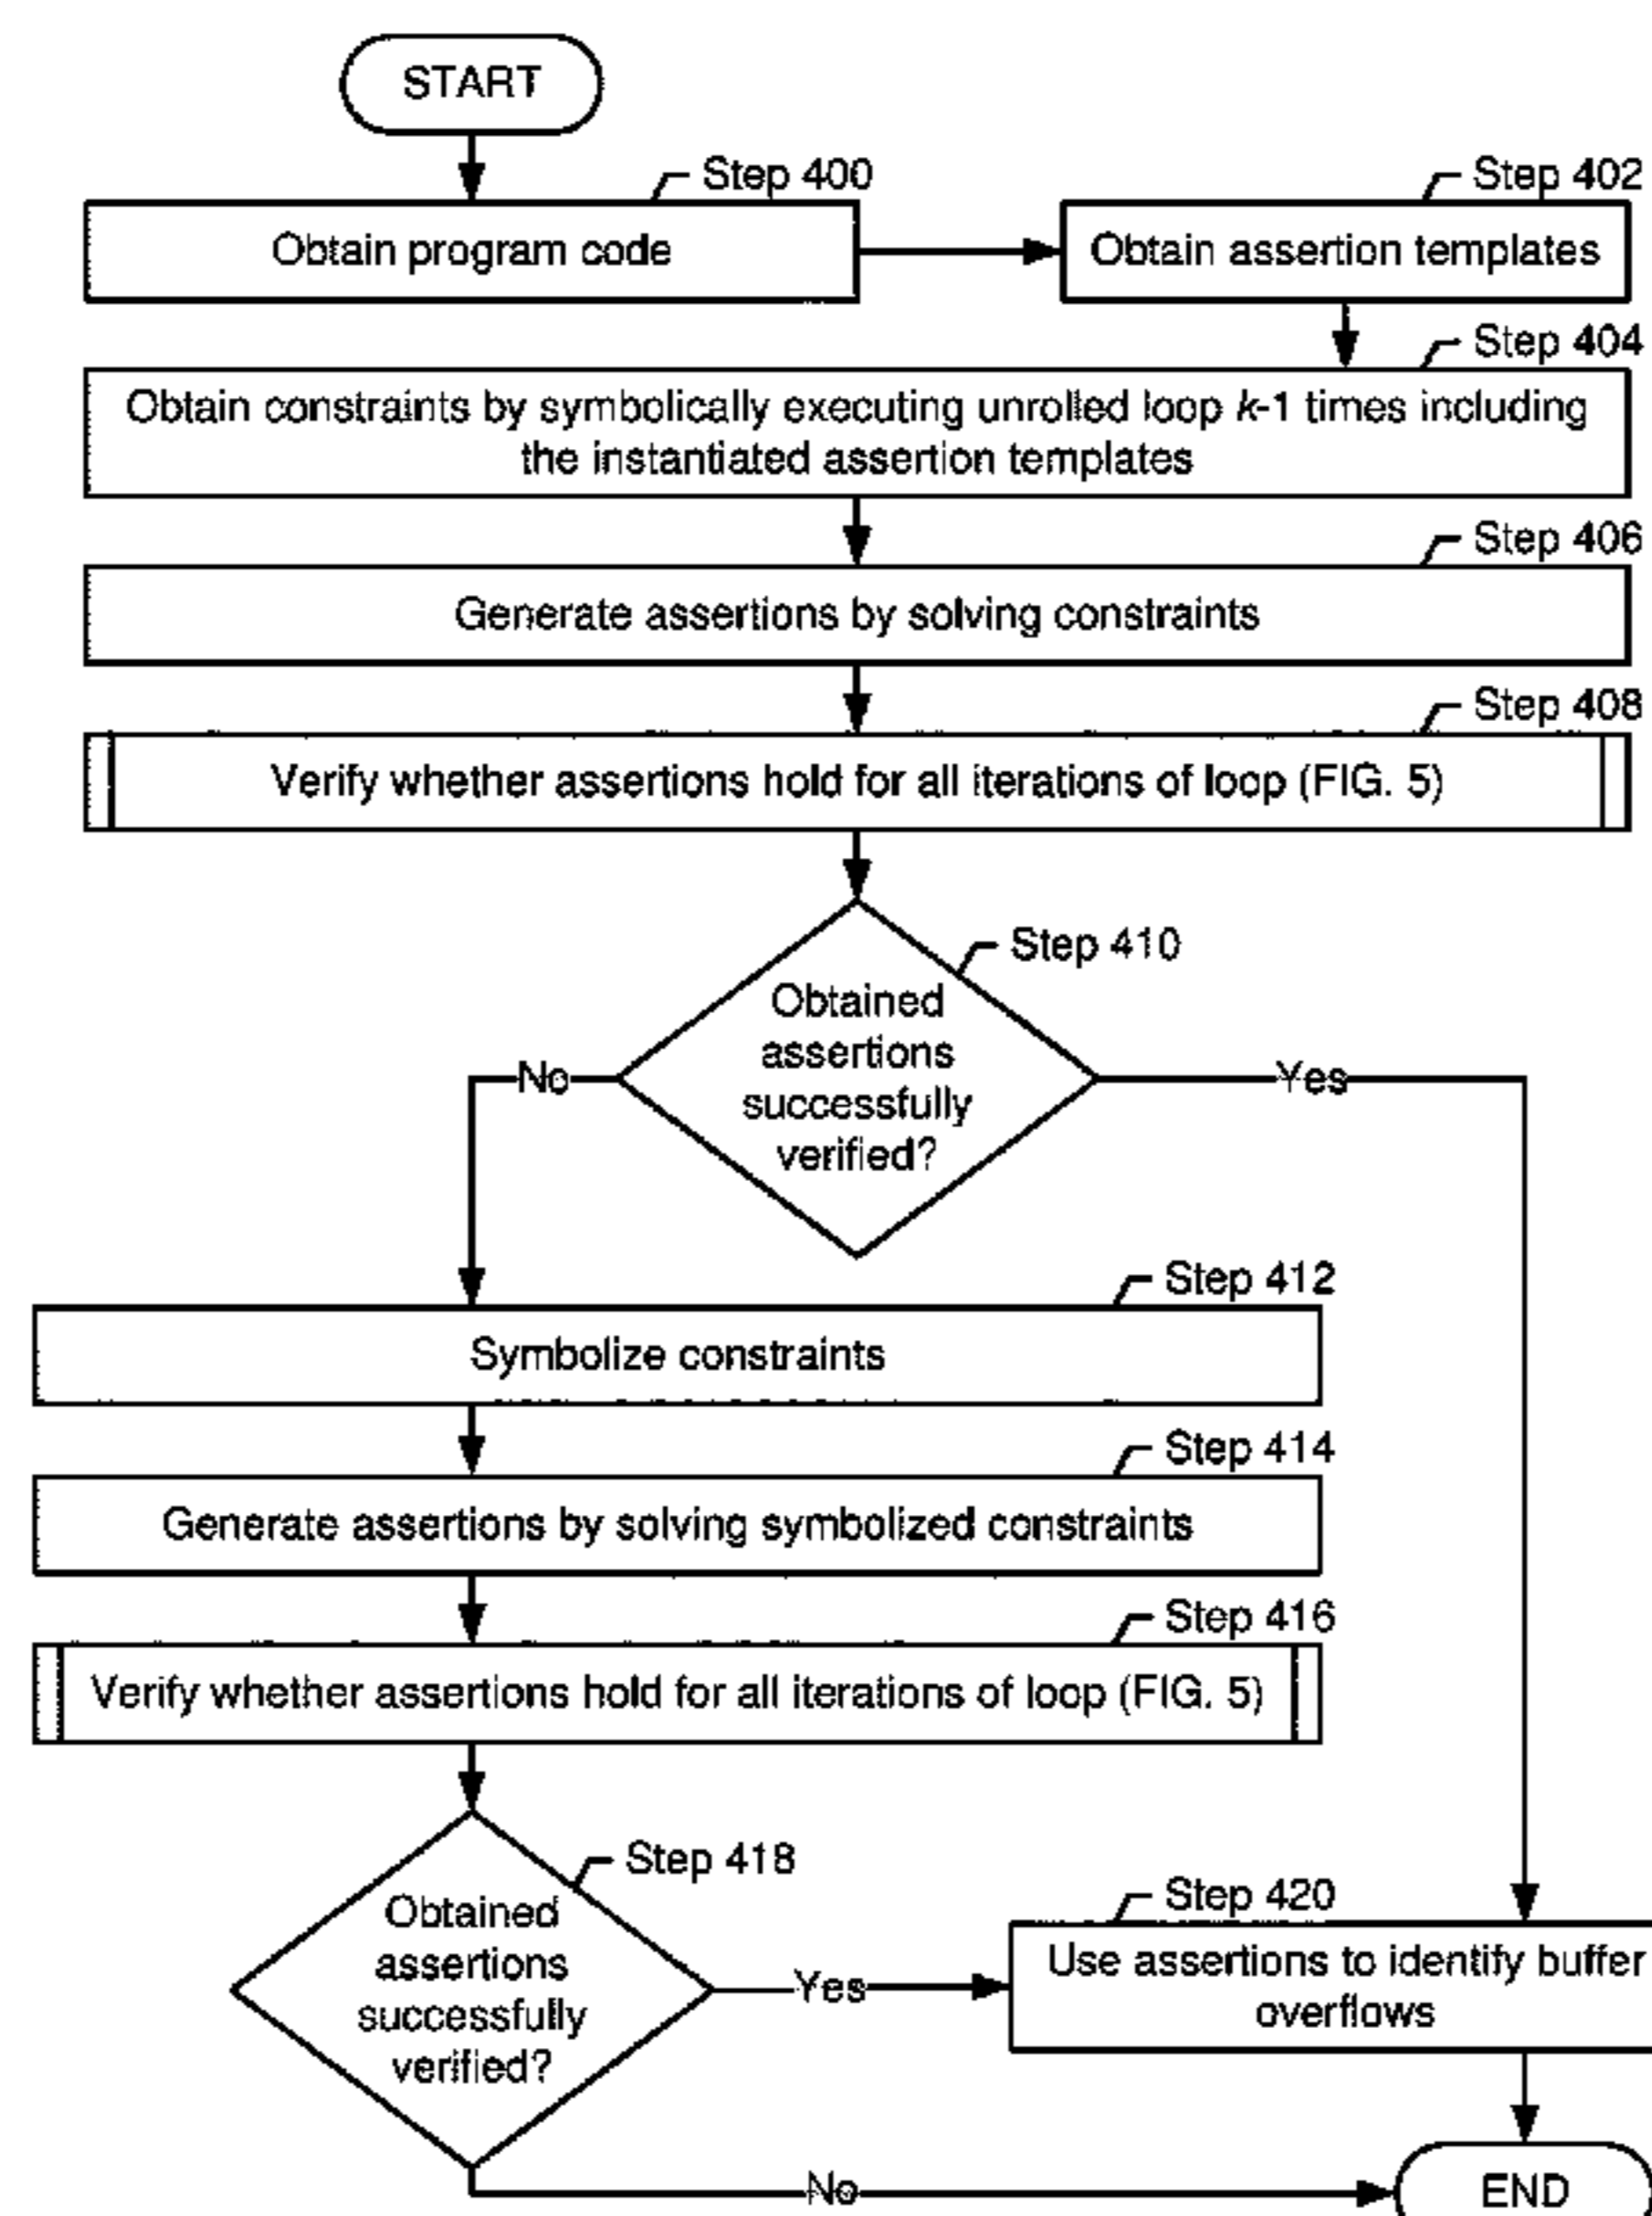 START
Step 400
Step 402
Obtain program code
Obtain assertion templates
Step 404
Obtain constraints by symbolically executing unrolled loop k-1 times including
the instantiated assertion templates
Step 406
Generate assertions by solving constraints
Step 408
Verify whether assertions hold for all iterations of loop (FIG. 5)
Step 410
Obtained
assertions
successfully
verified?
No
Yes
Step 412
Symbolize constraints
Step 414
Generate assertions by solving symbolized constraints
Step 416
Verify whether assertions hold for all iterations of loop (FIG. 5)
Step 418
Obtained
assertions
successfully
verified?
Yes
Step 420
Use assertions to identify buffer
overflows
No
END